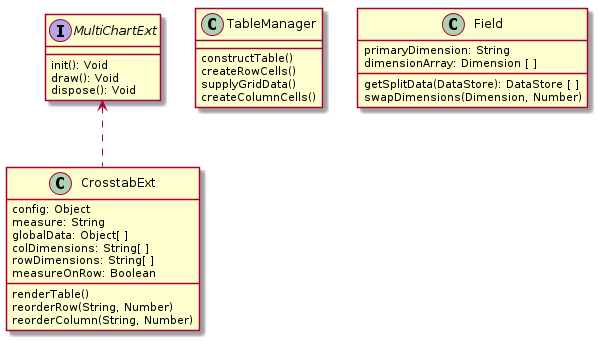 I MultiChartExt
init(): Void
draw(): Void
dispose(): Void
C TableManager
constructTable()
createRowCells()
supplyGridData()
createColumnCells()
C Field
primaryDimension: String
dimensionArray: Dimension [ ]
getSplitData(DataStore): DataStore [ ]
swapDimensions(Dimension, Number)
C CrosstabExt
config: Object
measure: String
globalData: Object[ ]
colDimensions: String[ ]
rowDimensions: String[ ]
measureOnRow: Boolean
renderTable()
reorderRow(String, Number)
reorderColumn(String, Number)